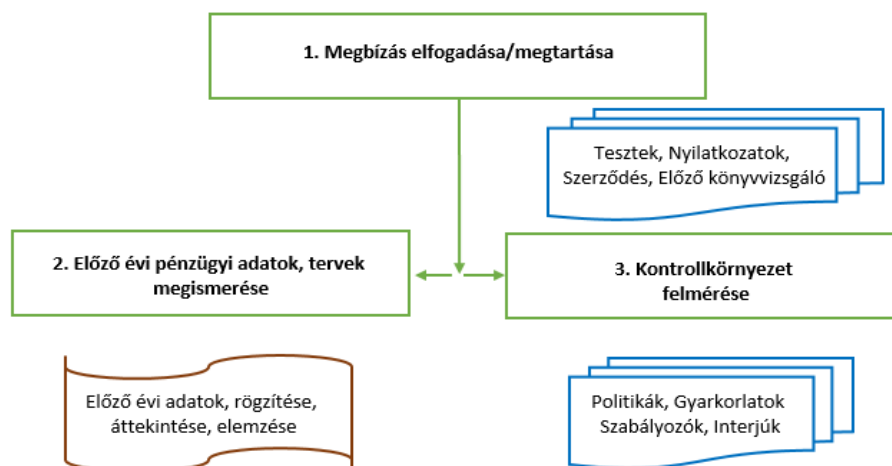 1. Megbízás elfogadása/megtartása
Tesztek, Nyilatkozatok,
Szerződés, Előző könyvvizsgáló
2. Előző évi pénzügyi adatok, tervek
megismerése
3. Kontrollkörnyezet
felmérése
Előző évi adatok, rögzítése,
áttekintése, elemzése
Politikák, Gyarkorlatok
Szabályozók, Interjúk